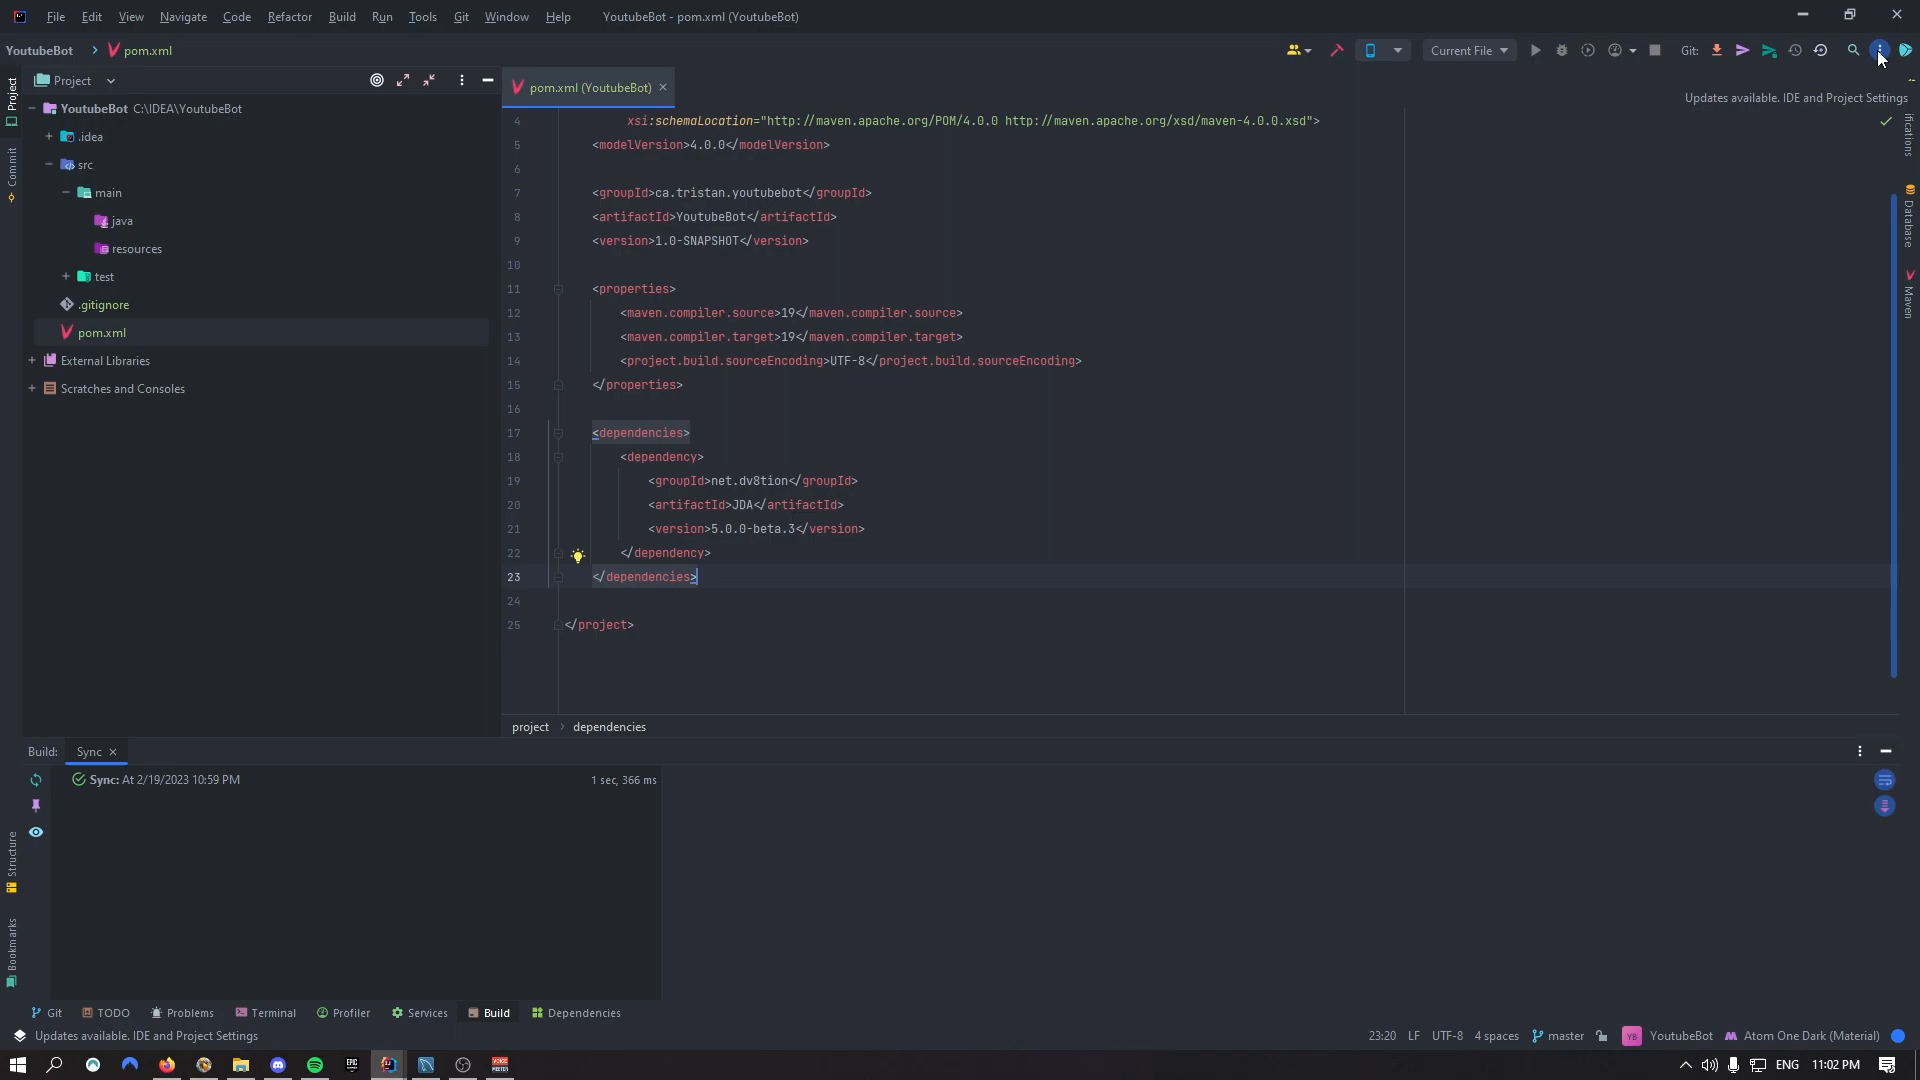 File Edit View Navigate Code Refactor Build Run Tools Git Window Help YoutubeBot - pom.xml (YoutubeBot)
YoutubeBot pom.xml
Current File
Git:
Project
pom.xml (YoutubeBot)
Updates available. IDE and Project Settings
YoutubeBot C:\IDEA\YoutubeBot
.idea
src
main
java
resources
test
.gitignore
pom.xml
External Libraries
Scratches and Consoles
4 xsi:schemaLocation="http://maven.apache.org/POM/4.0.0 http://maven.apache.org/xsd/maven-4.0.0.xsd">
5 <modelVersion>4.0.0</modelVersion>
6
7 <groupId>ca.tristan.youtubebot</groupId>
8 <artifactId>YoutubeBot</artifactId>
9 <version>1.0-SNAPSHOT</version>
10
11 <properties>
12 <maven.compiler.source>19</maven.compiler.source>
13 <maven.compiler.target>19</maven.compiler.target>
14 <project.build.sourceEncoding>UTF-8</project.build.sourceEncoding>
15 </properties>
16
17 <dependencies>
18 <dependency>
19 <groupId>net.dv8tion</groupId>
20 <artifactId>JDA</artifactId>
21 <version>5.0.0-beta.3</version>
22 </dependency>
23 </dependencies>
24
25 </project>
project dependencies
Project
Commit
Structure
Bookmarks
ifications
Database
Maven
Build: Sync
Sync: At 2/19/2023 10:59 PM 1 sec, 366 ms
Git TODO Problems Terminal Profiler Services Build Dependencies
Updates available. IDE and Project Settings
23:20 LF UTF-8 4 spaces master YB YoutubeBot Atom One Dark (Material)
EPIC
VOICE MEETER
ENG 11:02 PM